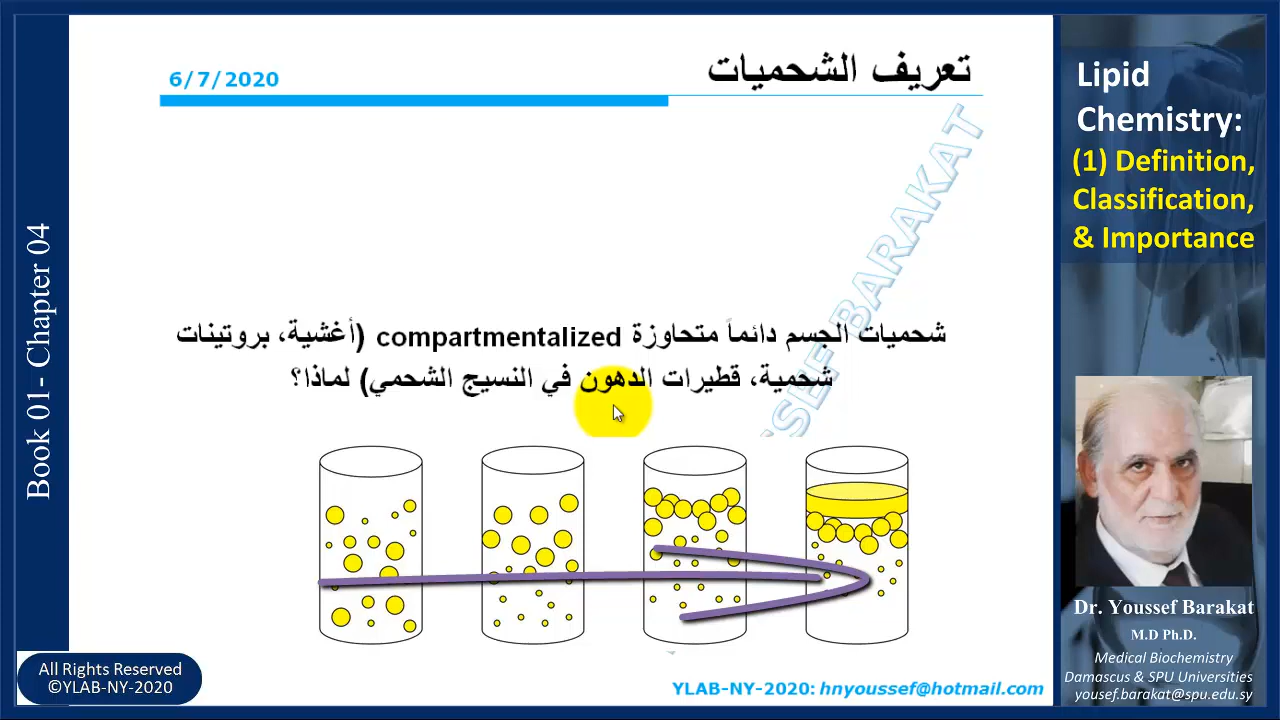 Book 01- Chapter 04
6/7/2020
تعريف الشحميات
YOUSSEF BARAKAT
شحميات الجسم دائماً متحاوزة compartmentalized (أغشية، بروتينات
شحمية، قطيرات الدهون في النسيج الشحمي) لماذا؟
YLAB-NY-2020: hnyoussef@hotmail.com
All Rights Reserved
©YLAB-NY-2020
Lipid
Chemistry:
(1) Definition,
Classification,
& Importance
Dr. Youssef Barakat
M.D Ph.D.
Medical Biochemistry
Damascus & SPU Universities
yousef.barakat@spu.edu.sy